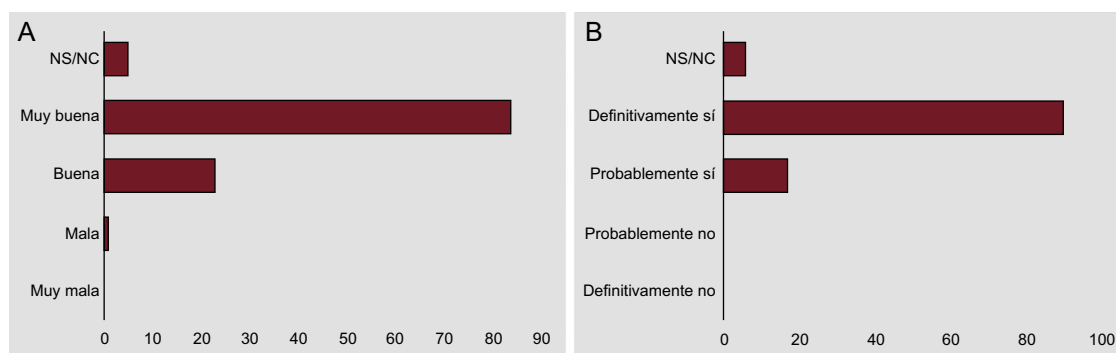 A
NS/NC
Muy buena
Buena
Mala
Muy mala
0 10 20 30 40 50 60 70 80 90
B
NS/NC
Definitivamente sí
Probablemente sí
Probablemente no
Definitivamente no
0 20 40 60 80 100